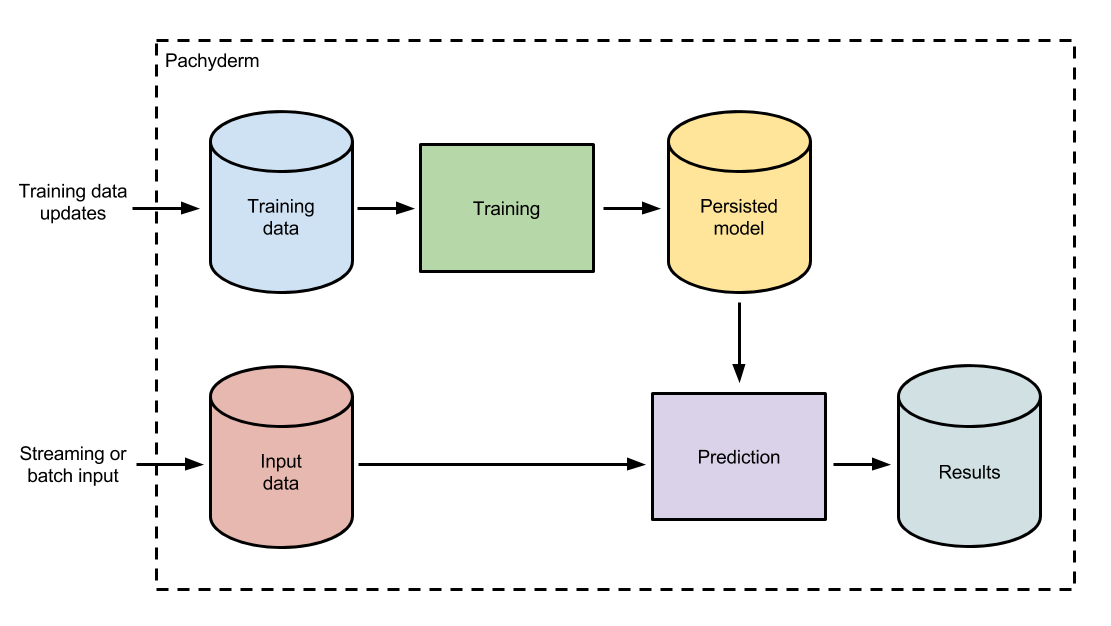 Pachyderm
Training data
updates
Training
data
Training
Persisted
model
Streaming or
batch input
Input
data
Prediction
Results